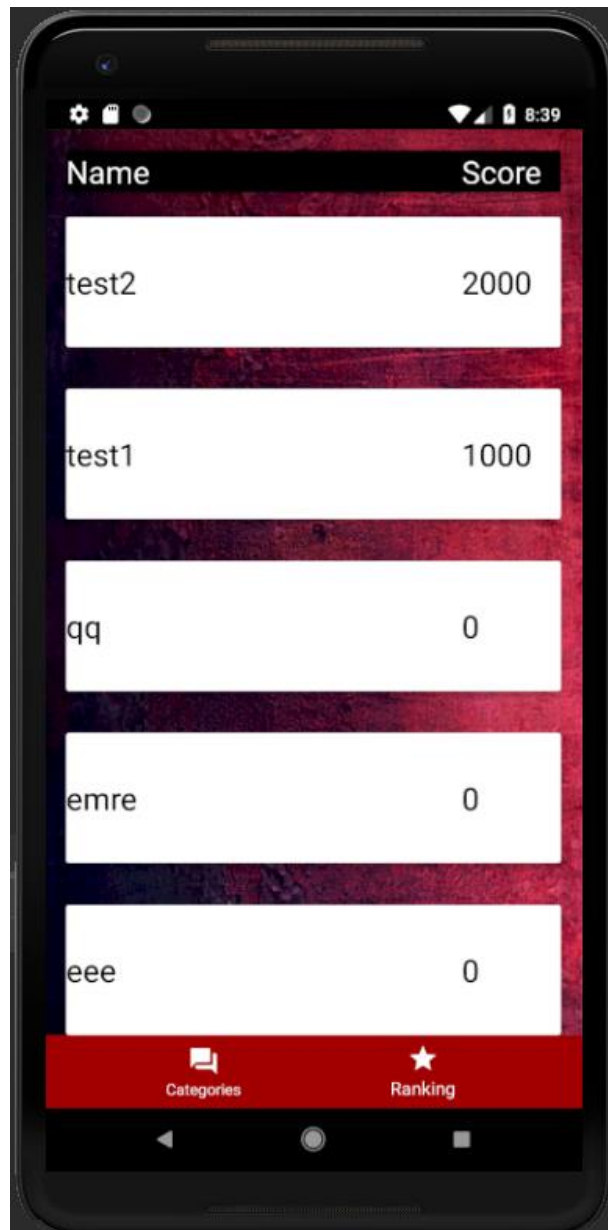 8:39
Name Score
test2 2000
test1 1000
qq 0
emre 0
eee 0
Categories Ranking